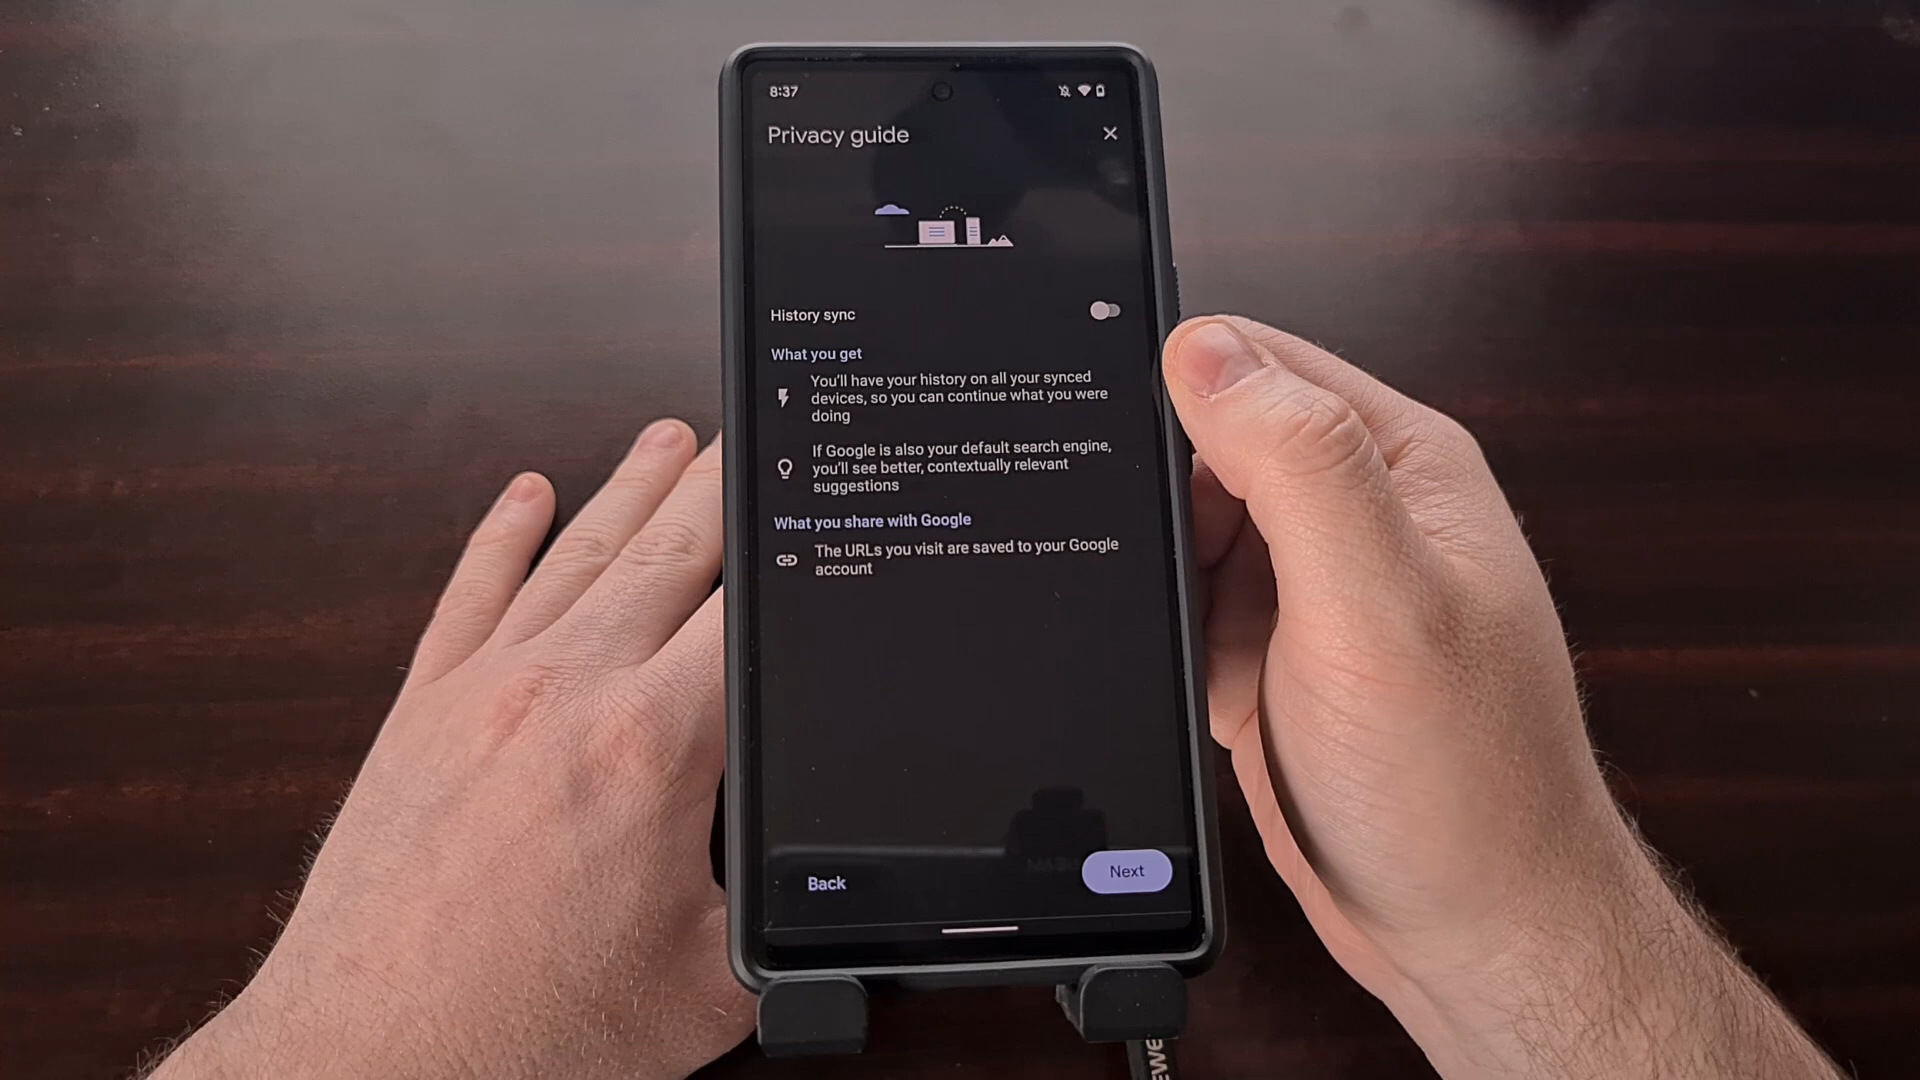 8:37
Privacy guide
History sync
What you get
You'll have your history on all your synced
devices, so you can continue what you were
doing
If Google is also your default search engine,
you'll see better, contextually relevant
suggestions
What you share with Google
The URLs you visit are saved to your Google
account
Back
Next